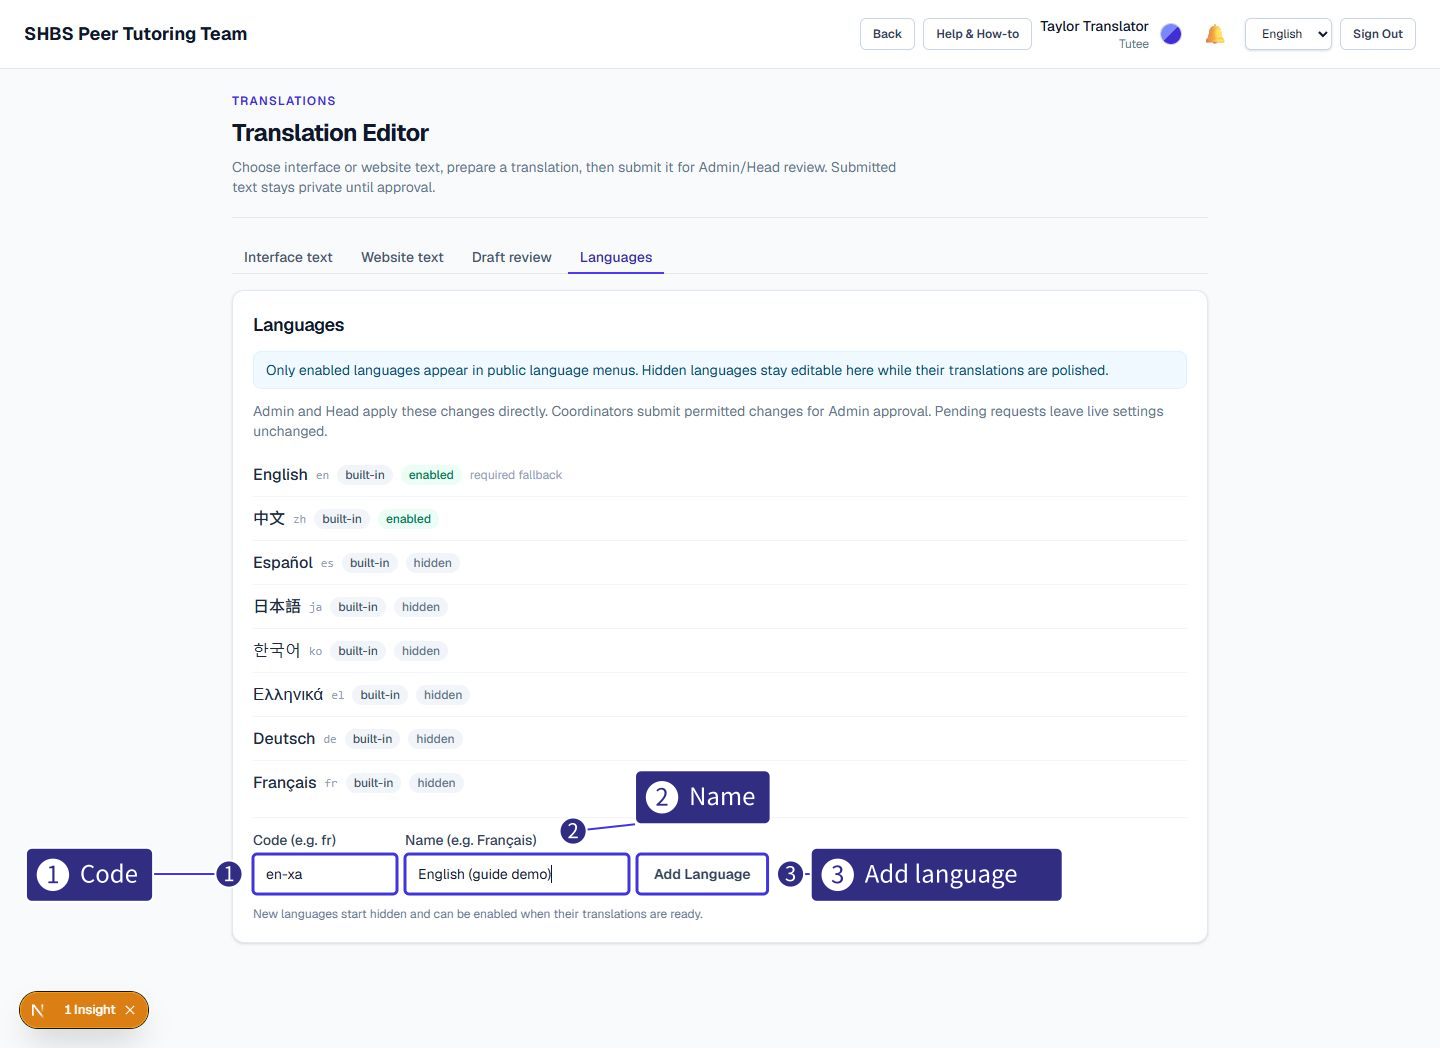 SHBS Peer Tutoring Team
Back
Help & How-to
Taylor Translator
Tutee
English
Sign Out
TRANSLATIONS
Translation Editor
Choose interface or website text, prepare a translation, then submit it for Admin/Head review. Submitted
text stays private until approval.
Interface text
Website text
Draft review
Languages
Languages
Only enabled languages appear in public language menus. Hidden languages stay editable here while their translations are polished.
Admin and Head apply these changes directly. Coordinators submit permitted changes for Admin approval. Pending requests leave live settings
unchanged.
English en built-in enabled required fallback
中文 zh built-in enabled
Español es built-in hidden
日本語 ja built-in hidden
한국어 ko built-in hidden
Ελληνικά el built-in hidden
Deutsch de built-in hidden
Français fr built-in hidden
2 Name
Code (e.g. fr)
Name (e.g. Français)
2
1 Code
1
en-xa
English (guide demo)
Add Language
3
3 Add language
New languages start hidden and can be enabled when their translations are ready.
N 1 Insight